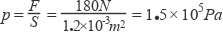 p = F/S = 180N/1.2×10⁻³m² = 1.5×10⁵Pa